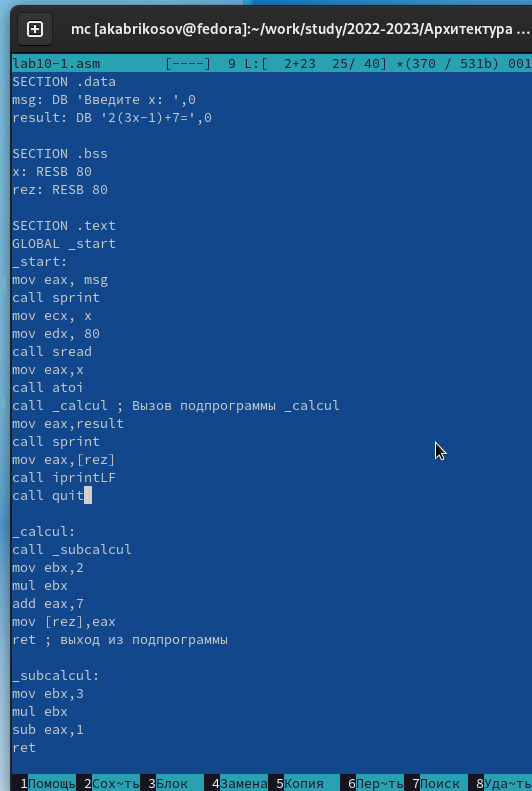 mc [akabrikosov@fedora]:~/work/study/2022-2023/Архитектура ...
lab10-1.asm [----] 9 L:[ 2+23 25/ 40] *(370 / 531b) 001
SECTION .data
msg: DB 'Введите x: ',0
result: DB '2(3x-1)+7=',0

SECTION .bss
x: RESB 80
rez: RESB 80

SECTION .text
GLOBAL _start
_start:
mov eax, msg
call sprint
mov ecx, x
mov edx, 80
call sread
mov eax,x
call atoi
call _calcul ; Вызов подпрограммы _calcul
mov eax,result
call sprint
mov eax,[rez]
call iprintLF
call quit

_calcul:
call _subcalcul
mov ebx,2
mul ebx
add eax,7
mov [rez],eax
ret ; выход из подпрограммы

_subcalcul:
mov ebx,3
mul ebx
sub eax,1
ret
1Помощь 2Сох~ть 3Блок 4Замена 5Копия 6Пер~ть 7Поиск 8Уда~ть